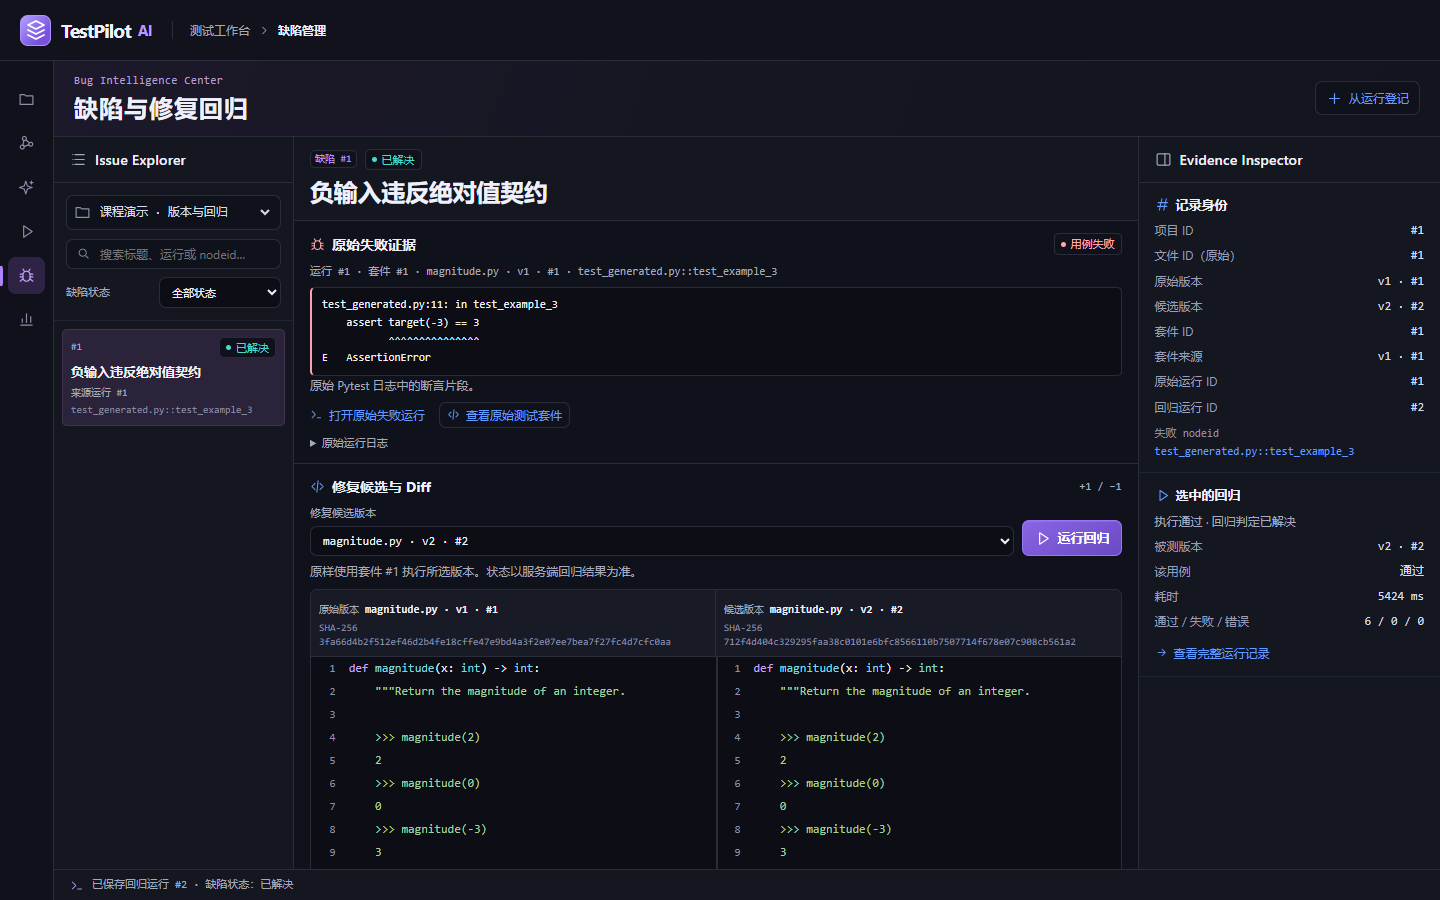 TestPilot AI
测试工作台 > 缺陷管理
Bug Intelligence Center
缺陷与修复回归
从运行登记
Issue Explorer
课程演示 · 版本与回归
搜索标题、运行或 nodeid...
缺陷状态
全部状态
#1
已解决
负输入违反绝对值契约
来源运行 #1
test_generated.py::test_example_3
缺陷 #1
已解决
负输入违反绝对值契约
原始失败证据
用例失败
运行 #1 · 套件 #1 · magnitude.py · v1 · #1 · test_generated.py::test_example_3
test_generated.py:11: in test_example_3
assert target(-3) == 3
^^^^^^^^^^^^^^^
E   AssertionError
原始 Pytest 日志中的断言片段。
打开原始失败运行
查看原始测试套件
原始运行日志
修复候选与 Diff
+1 / -1
修复候选版本
magnitude.py · v2 · #2
运行回归
原样使用套件 #1 执行所选版本。状态以服务端回归结果为准。
原始版本 magnitude.py · v1 · #1
SHA-256
3fa66d4b2f512ef46d2b4fe18cffe47e9bd4a3f2e07ee7bea7f27fc4d7cfc0aa
候选版本 magnitude.py · v2 · #2
SHA-256
712f4d404c329295faa38c0101e6bfc8566110b7507714f678e07c908cb561a2
1 def magnitude(x: int) -> int:
2 """Return the magnitude of an integer.
3
4 >>> magnitude(2)
5 2
6 >>> magnitude(0)
7 0
8 >>> magnitude(-3)
9 3
1 def magnitude(x: int) -> int:
2 """Return the magnitude of an integer.
3
4 >>> magnitude(2)
5 2
6 >>> magnitude(0)
7 0
8 >>> magnitude(-3)
9 3
Evidence Inspector
# 记录身份
项目 ID #1
文件 ID（原始） #1
原始版本 v1 · #1
候选版本 v2 · #2
套件 ID #1
套件来源 v1 · #1
原始运行 ID #1
回归运行 ID #2
失败 nodeid
test_generated.py::test_example_3
选中的回归
执行通过 · 回归判定已解决
被测版本 v2 · #2
该用例 通过
耗时 5424 ms
通过 / 失败 / 错误 6 / 0 / 0
→ 查看完整运行记录
已保存回归运行 #2 · 缺陷状态：已解决